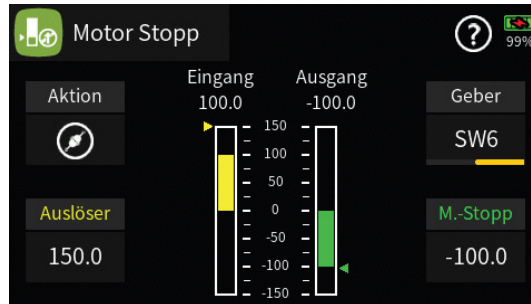 Motor Stopp
?
99%
Eingang Ausgang
Aktion 100.0 -100.0 Geber
SW6
150
100
50
0
-50
-100
-150
Auslöser M.-Stopp
150.0 -100.0